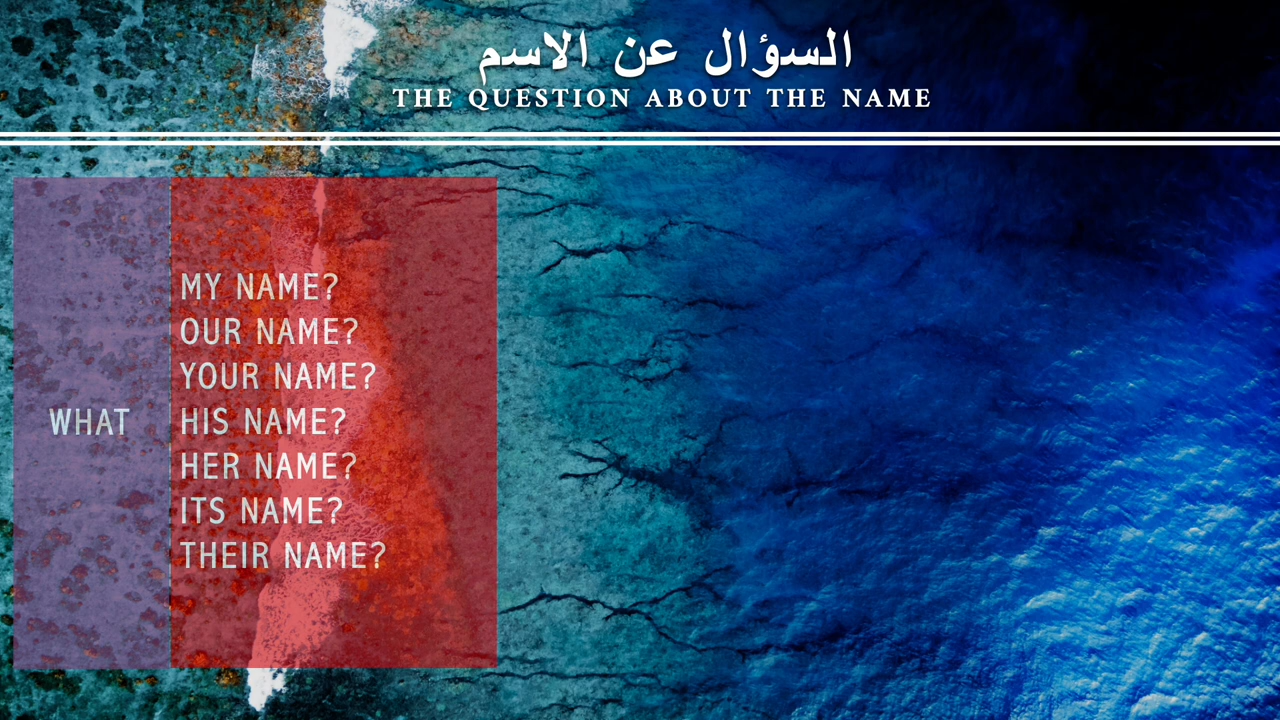 السؤال عن الاسم
THE QUESTION ABOUT THE NAME
WHAT
MY NAME?
OUR NAME?
YOUR NAME?
HIS NAME?
HER NAME?
ITS NAME?
THEIR NAME?